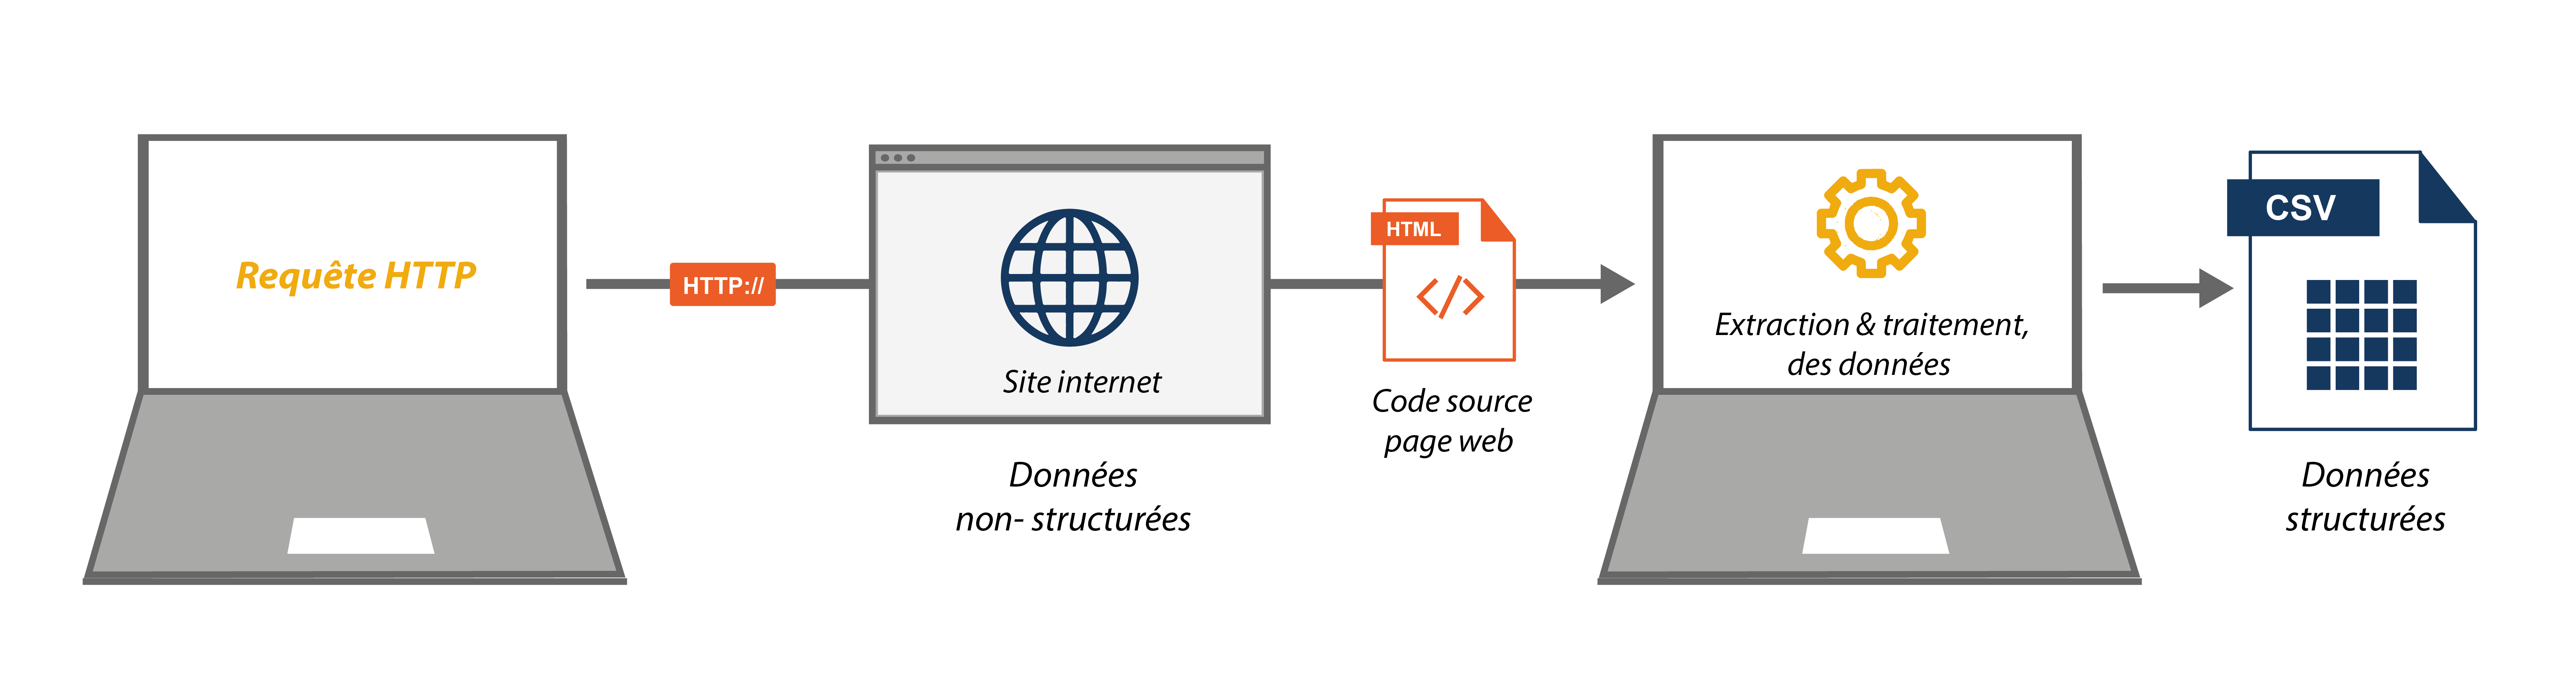 Requête HTTP
HTTP://
Site internet
Données
non- structurées
HTML
</>
Code source
page web
Extraction & traitement,
des données
CSV
Données
structurées